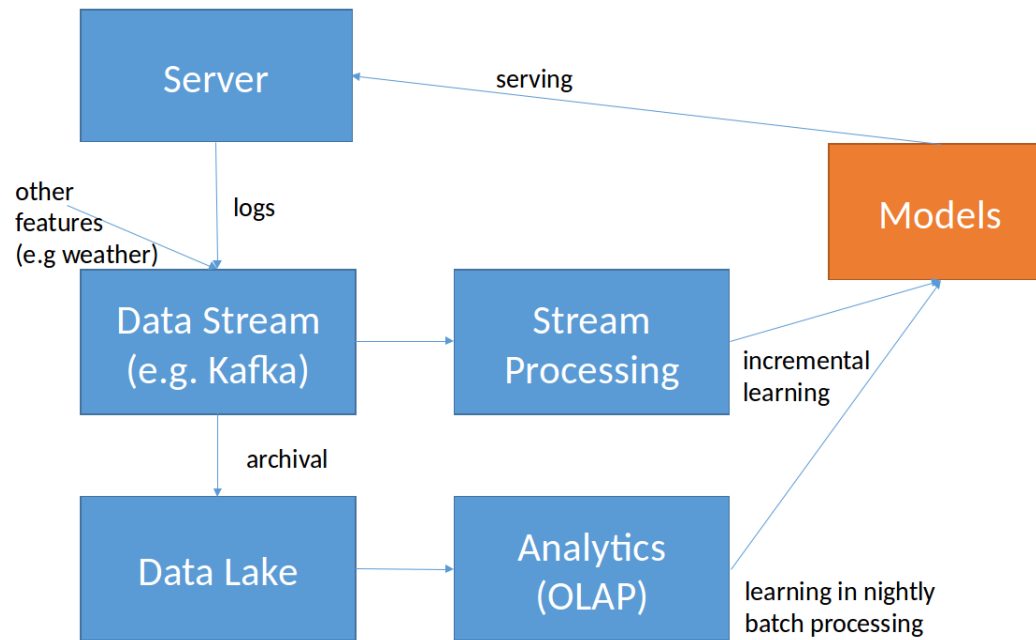 Server
serving
Models
other
features
(e.g weather)
logs
Data Stream
(e.g. Kafka)
Stream
Processing
incremental
learning
archival
Data Lake
Analytics
(OLAP)
learning in nightly
batch processing